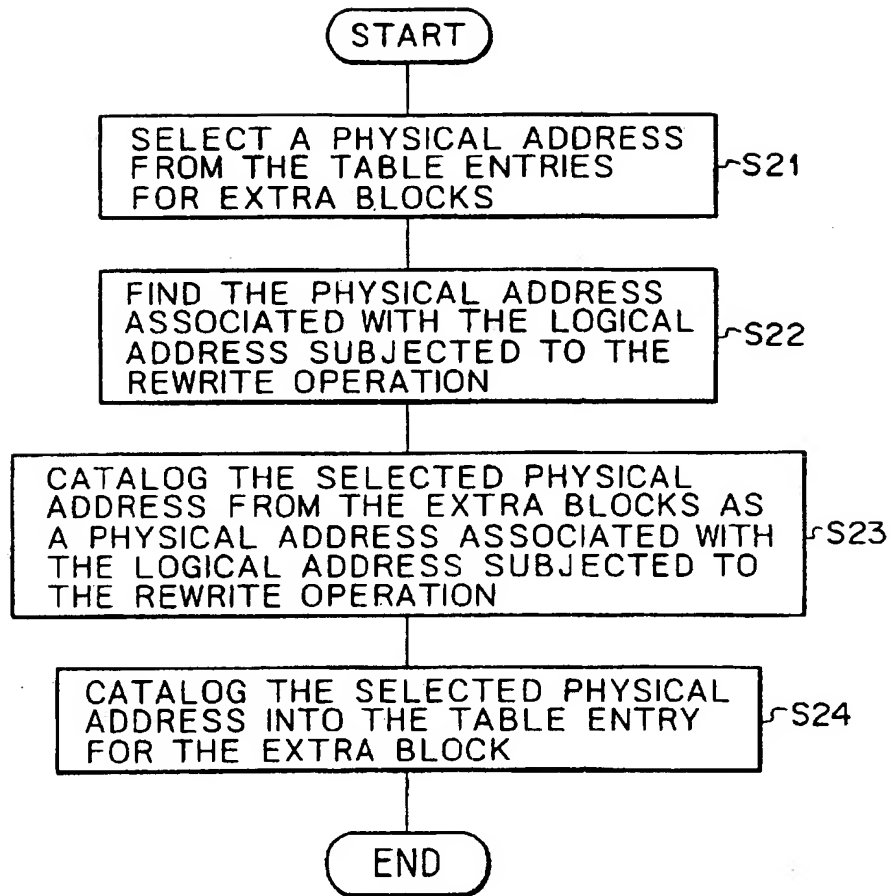 START
SELECT A PHYSICAL ADDRESS
FROM THE TABLE ENTRIES
FOR EXTRA BLOCKS
S21
FIND THE PHYSICAL ADDRESS
ASSOCIATED WITH THE LOGICAL
ADDRESS SUBJECTED TO THE
REWRITE OPERATION
S22
CATALOG THE SELECTED PHYSICAL
ADDRESS FROM THE EXTRA BLOCKS AS
A PHYSICAL ADDRESS ASSOCIATED WITH
THE LOGICAL ADDRESS SUBJECTED TO
THE REWRITE OPERATION
S23
CATALOG THE SELECTED PHYSICAL
ADDRESS INTO THE TABLE ENTRY
FOR THE EXTRA BLOCK
S24
END